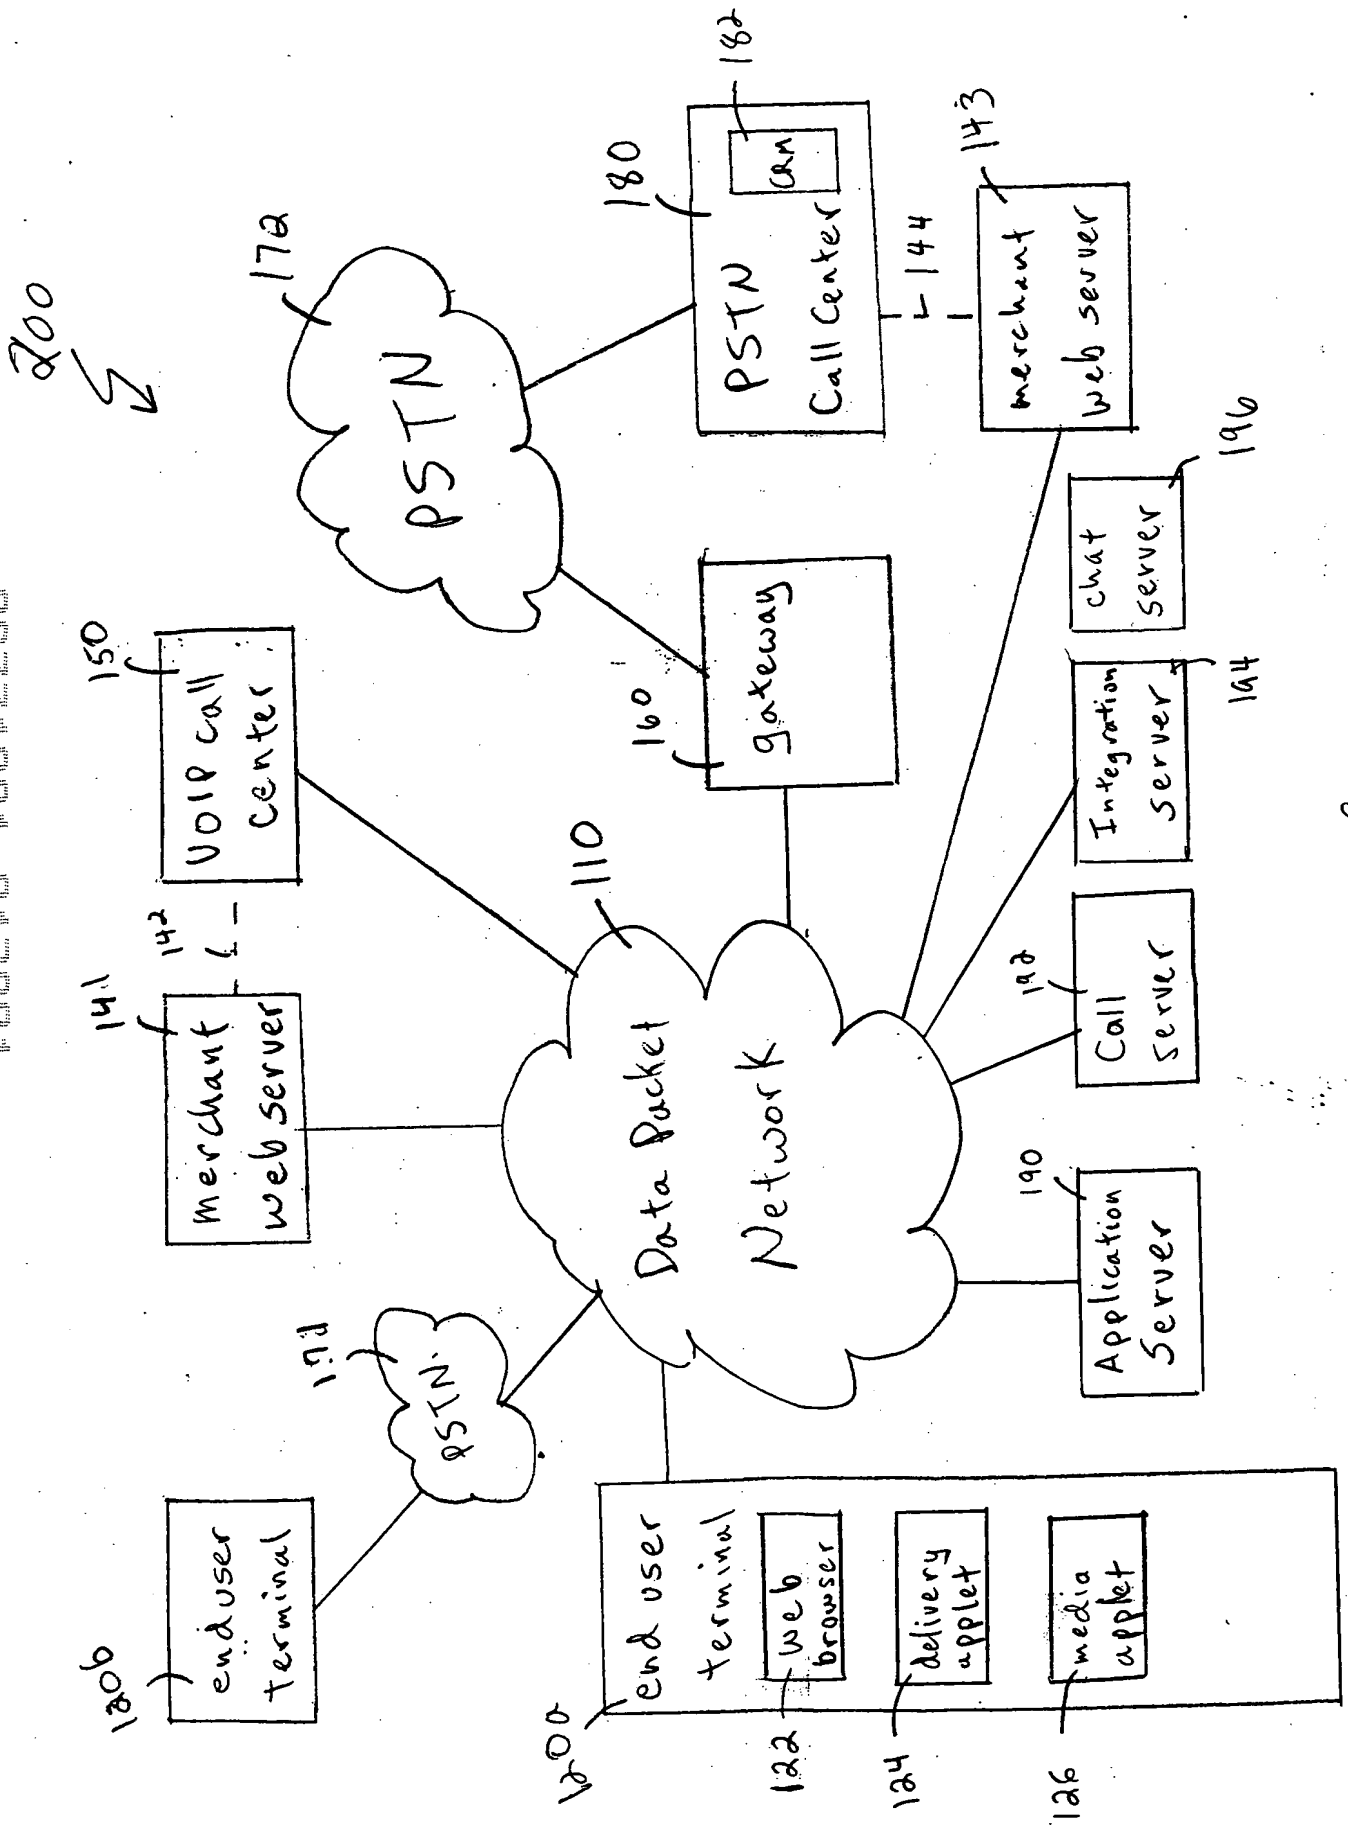 200
120b
end user
terminal
171
PSTN
141
merchant
web server
142
150
VOIP call
center
172
PSTN
110
Data Packet
Network
160
gateway
180
PSTN
Call Center
182
CRM
144
143
merchant
web server
120a
end user
terminal
122
web
browser
124
delivery
applet
126
media
applet
190
Application
Server
192
Call
server
Integration
server
194
chat
server
196